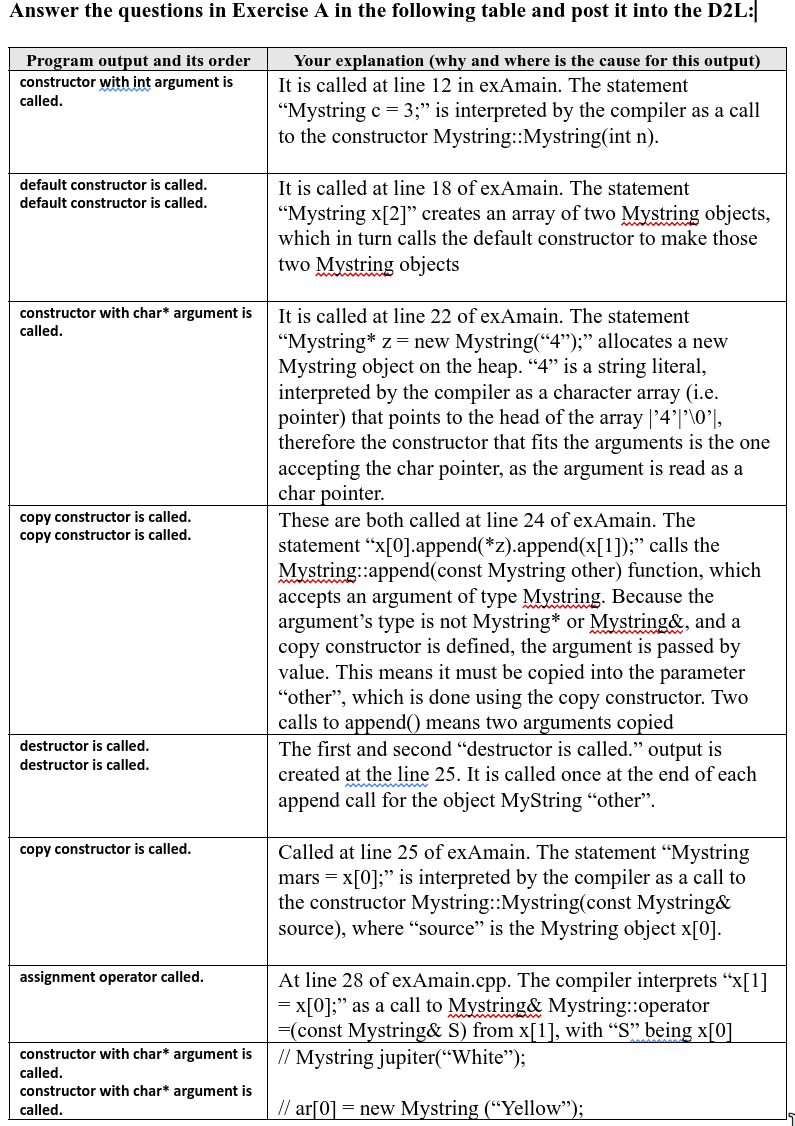 Answer the questions in Exercise A in the following table and post it into the D2L:
Program output and its order
Your explanation (why and where is the cause for this output)
constructor with int argument is
called.
It is called at line 12 in exAmain. The statement
“Mystring c = 3;” is interpreted by the compiler as a call
to the constructor Mystring::Mystring(int n).
default constructor is called.
default constructor is called.
It is called at line 18 of exAmain. The statement
“Mystring x[2]” creates an array of two Mystring objects,
which in turn calls the default constructor to make those
two Mystring objects
constructor with char* argument is
called.
It is called at line 22 of exAmain. The statement
“Mystring* z = new Mystring(“4”);” allocates a new
Mystring object on the heap. “4” is a string literal,
interpreted by the compiler as a character array (i.e.
pointer) that points to the head of the array |’4’|’\0’|,
therefore the constructor that fits the arguments is the one
accepting the char pointer, as the argument is read as a
char pointer.
copy constructor is called.
copy constructor is called.
These are both called at line 24 of exAmain. The
statement “x[0].append(*z).append(x[1]);” calls the
Mystring::append(const Mystring other) function, which
accepts an argument of type Mystring. Because the
argument’s type is not Mystring* or Mystring&, and a
copy constructor is defined, the argument is passed by
value. This means it must be copied into the parameter
“other”, which is done using the copy constructor. Two
calls to append() means two arguments copied
destructor is called.
destructor is called.
The first and second “destructor is called.” output is
created at the line 25. It is called once at the end of each
append call for the object MyString “other”.
copy constructor is called.
Called at line 25 of exAmain. The statement “Mystring
mars = x[0];” is interpreted by the compiler as a call to
the constructor Mystring::Mystring(const Mystring&
source), where “source” is the Mystring object x[0].
assignment operator called.
At line 28 of exAmain.cpp. The compiler interprets “x[1]
= x[0];” as a call to Mystring& Mystring::operator
=(const Mystring& S) from x[1], with “S” being x[0]
constructor with char* argument is
called.
constructor with char* argument is
called.
// Mystring jupiter(“White”);
// ar[0] = new Mystring (“Yellow”);